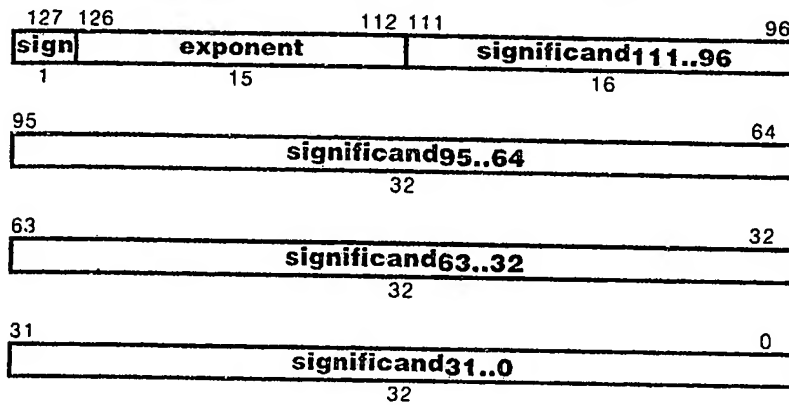 127 126 112 111 96
sign exponent significand111..96
1 15 16
95 64
significand95..64
32
63 32
significand63..32
32
31 0
significand31..0
32